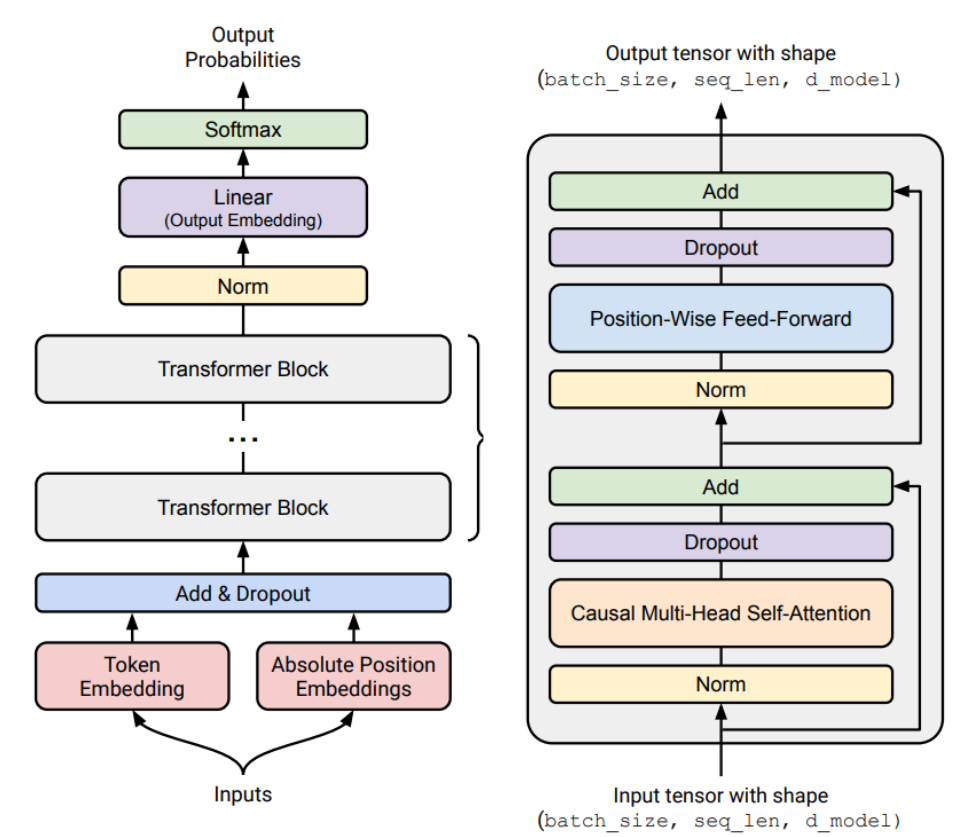 Output
Probabilities
Softmax
Linear
(Output Embedding)
Norm
Transformer Block
...
Transformer Block
Add & Dropout
Token
Embedding
Absolute Position
Embeddings
Inputs
Output tensor with shape
(batch_size, seq_len, d_model)
Add
Dropout
Position-Wise Feed-Forward
Norm
Add
Dropout
Causal Multi-Head Self-Attention
Norm
Input tensor with shape
(batch_size, seq_len, d_model)